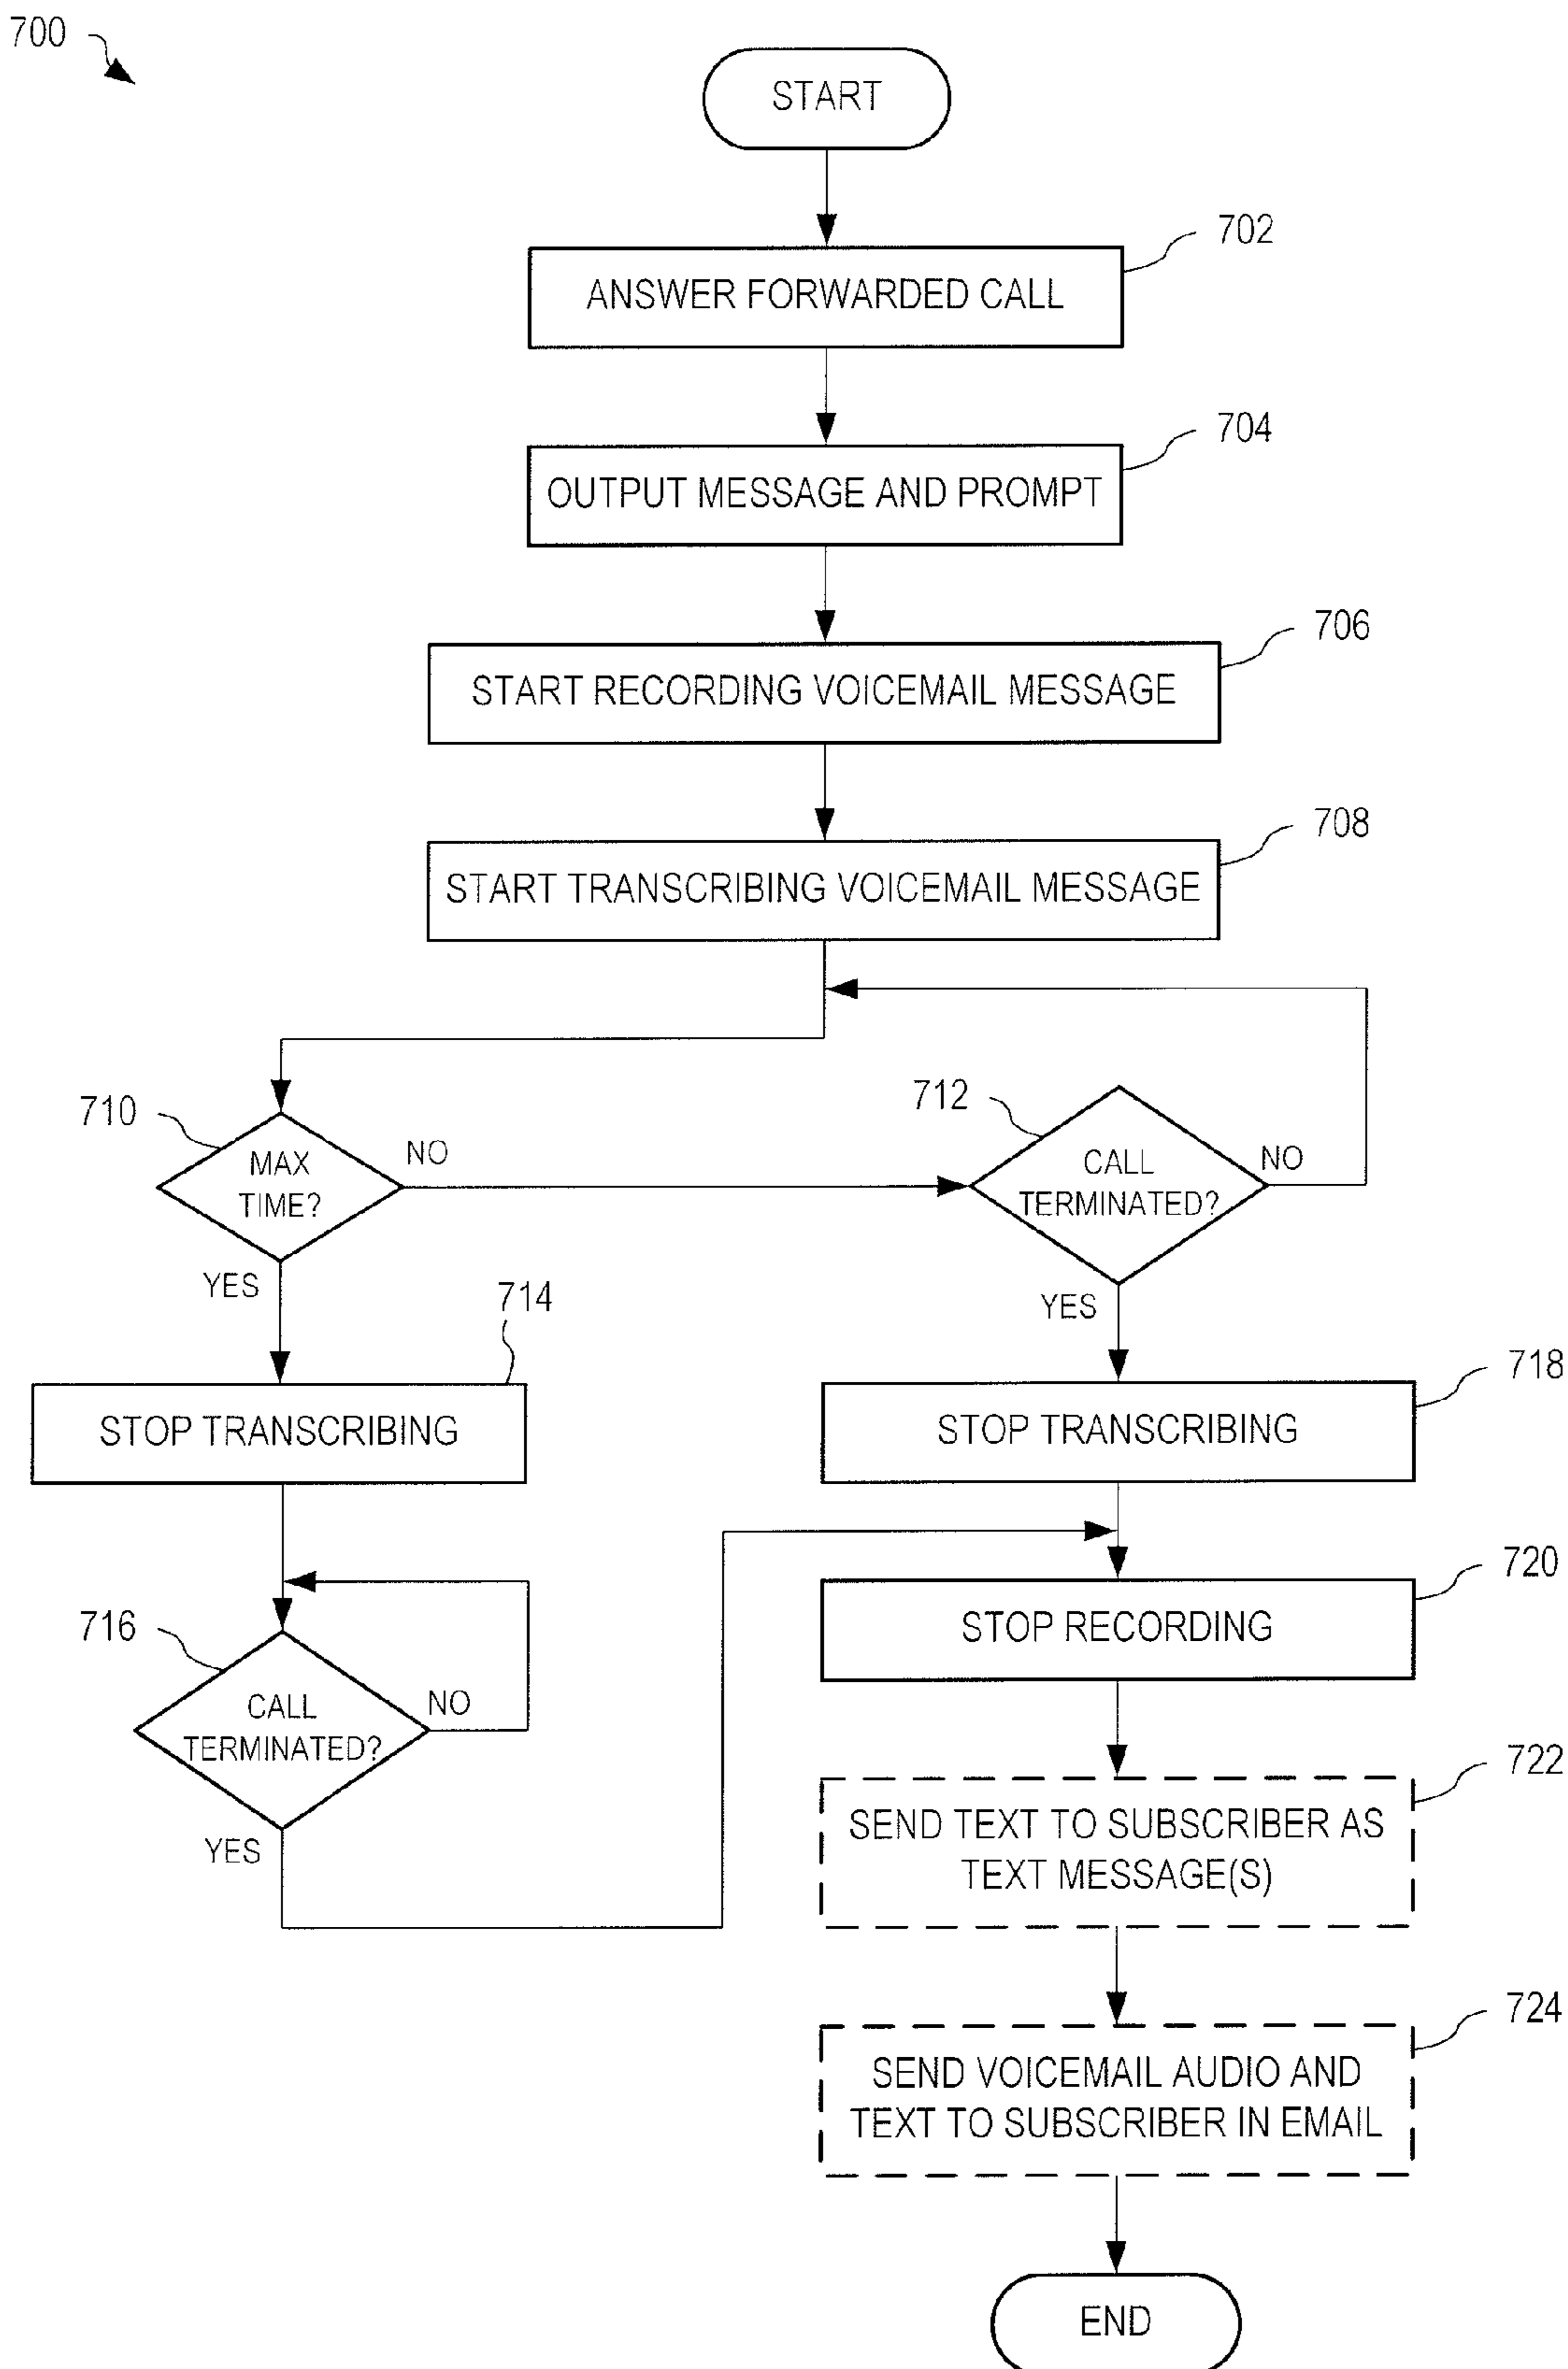 700
START
702
ANSWER FORWARDED CALL
704
OUTPUT MESSAGE AND PROMPT
706
START RECORDING VOICEMAIL MESSAGE
708
START TRANSCRIBING VOICEMAIL MESSAGE
710
MAX
TIME?
NO
YES
712
CALL
TERMINATED?
NO
YES
714
STOP TRANSCRIBING
718
STOP TRANSCRIBING
716
CALL
TERMINATED?
NO
YES
720
STOP RECORDING
722
SEND TEXT TO SUBSCRIBER AS
TEXT MESSAGE(S)
724
SEND VOICEMAIL AUDIO AND
TEXT TO SUBSCRIBER IN EMAIL
END